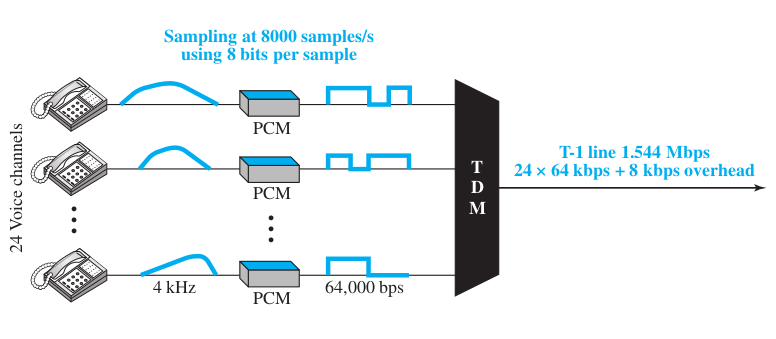 Sampling at 8000 samples/s
using 8 bits per sample
24 Voice channels
PCM
PCM
4 kHz
PCM
64,000 bps
T
D
M
T-1 line 1.544 Mbps
24 × 64 kbps + 8 kbps overhead